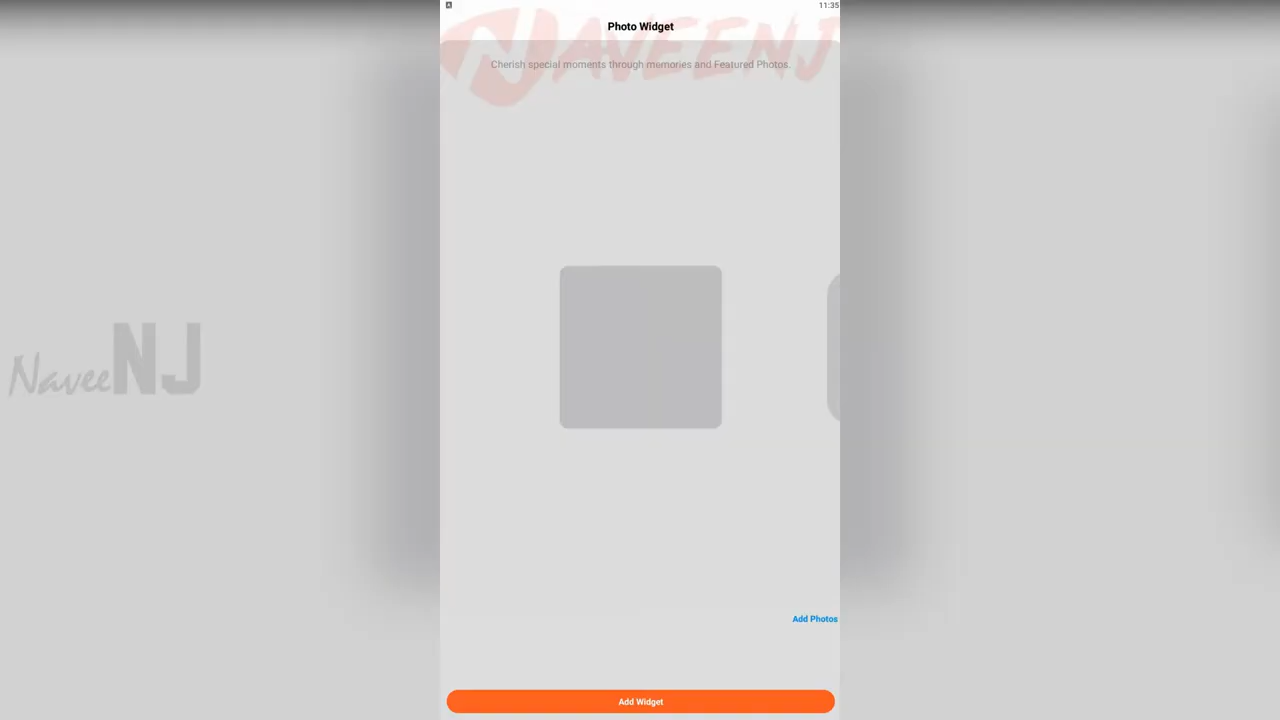 11:35
Photo Widget
NAVEENJ
Cherish special moments through memories and Featured Photos.
NaveeNJ
Add Photos
Add Widget